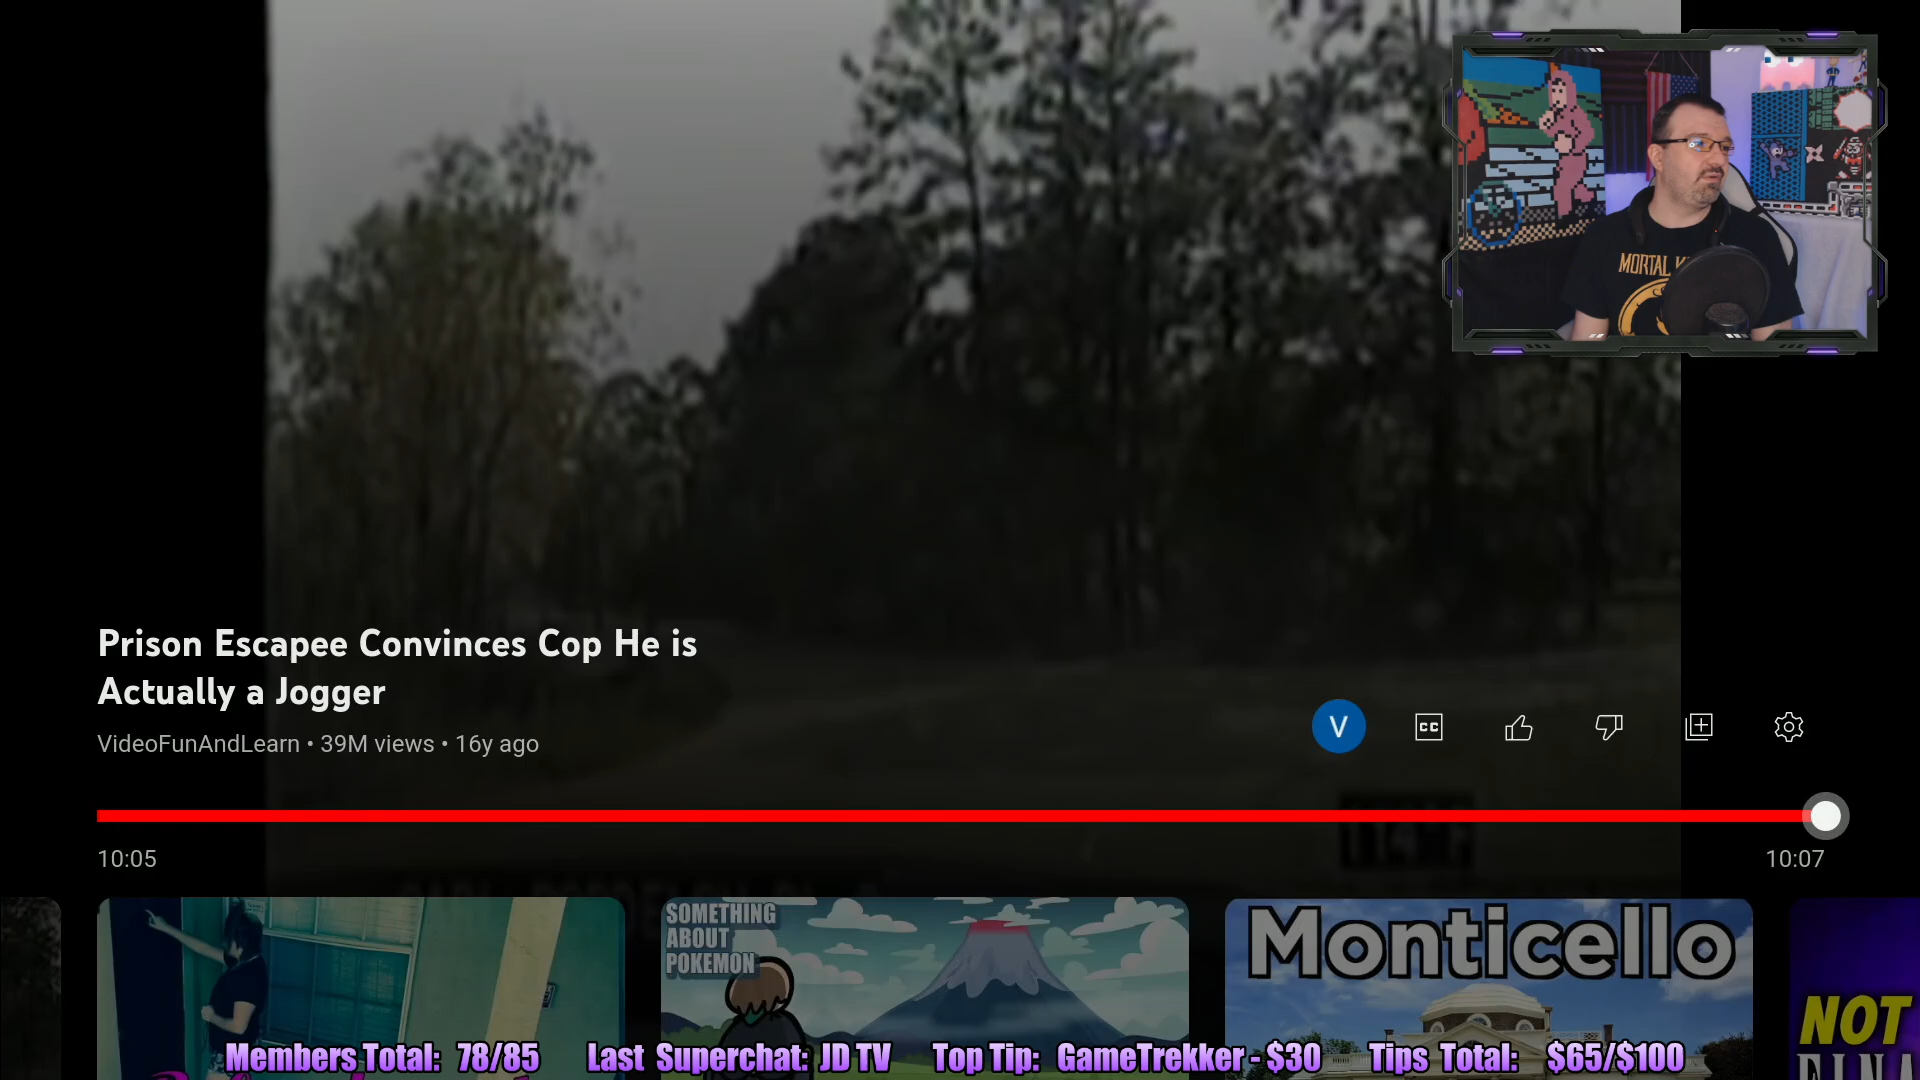 MORTAL K
Prison Escapee Convinces Cop He is
Actually a Jogger
VideoFunAndLearn • 39M views • 16y ago
V
CC
10:05
10:07
SOMETHING
ABOUT
POKEMON
Monticello
NOT
Members Total: 78/85 Last Superchat: JD TV Top Tip: GameTrekker - $30 Tips Total: $65/$100